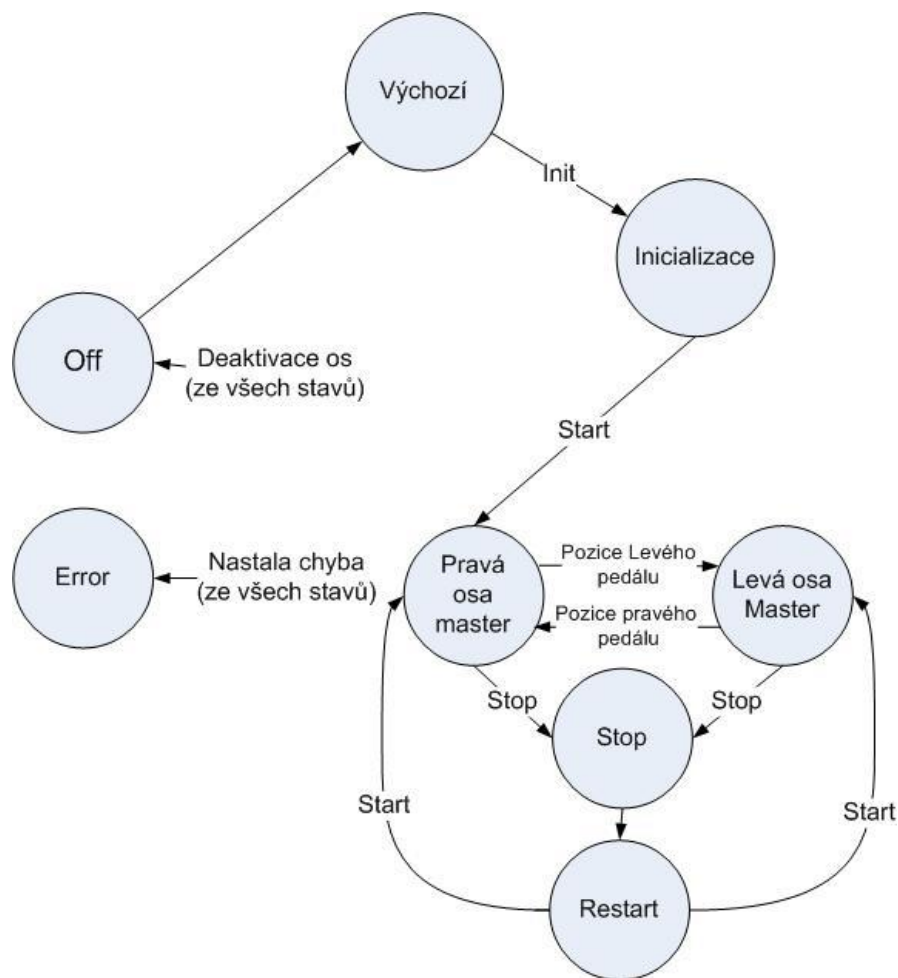 Výchozí
Init
Inicializace
Off
Deaktivace os
(ze všech stavů)
Start
Error
Nastala chyba
(ze všech stavů)
Pravá
osa
master
Pozice Levého
pedálu
Pozice pravého
pedálu
Levá osa
Master
Stop
Stop
Stop
Start
Start
Restart